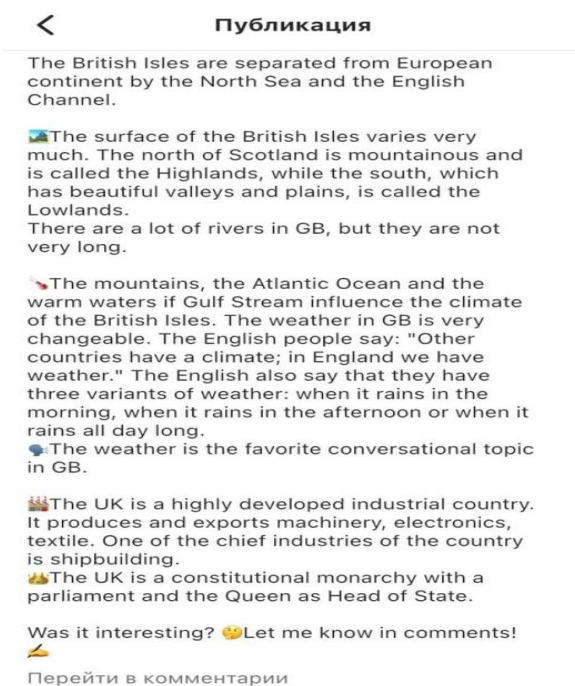 Публикация
The British Isles are separated from European
continent by the North Sea and the English
Channel.
🏞️The surface of the British Isles varies very
much. The north of Scotland is mountainous and
is called the Highlands, while the south, which
has beautiful valleys and plains, is called the
Lowlands.
There are a lot of rivers in GB, but they are not
very long.
🌡️The mountains, the Atlantic Ocean and the
warm waters if Gulf Stream influence the climate
of the British Isles. The weather in GB is very
changeable. The English people say: "Other
countries have a climate; in England we have
weather." The English also say that they have
three variants of weather: when it rains in the
morning, when it rains in the afternoon or when it
rains all day long.
🗣️The weather is the favorite conversational topic
in GB.
🏭The UK is a highly developed industrial country.
It produces and exports machinery, electronics,
textile. One of the chief industries of the country
is shipbuilding.
👑The UK is a constitutional monarchy with a
parliament and the Queen as Head of State.
Was it interesting? 🤔Let me know in comments!
✍️
Перейти в комментарии